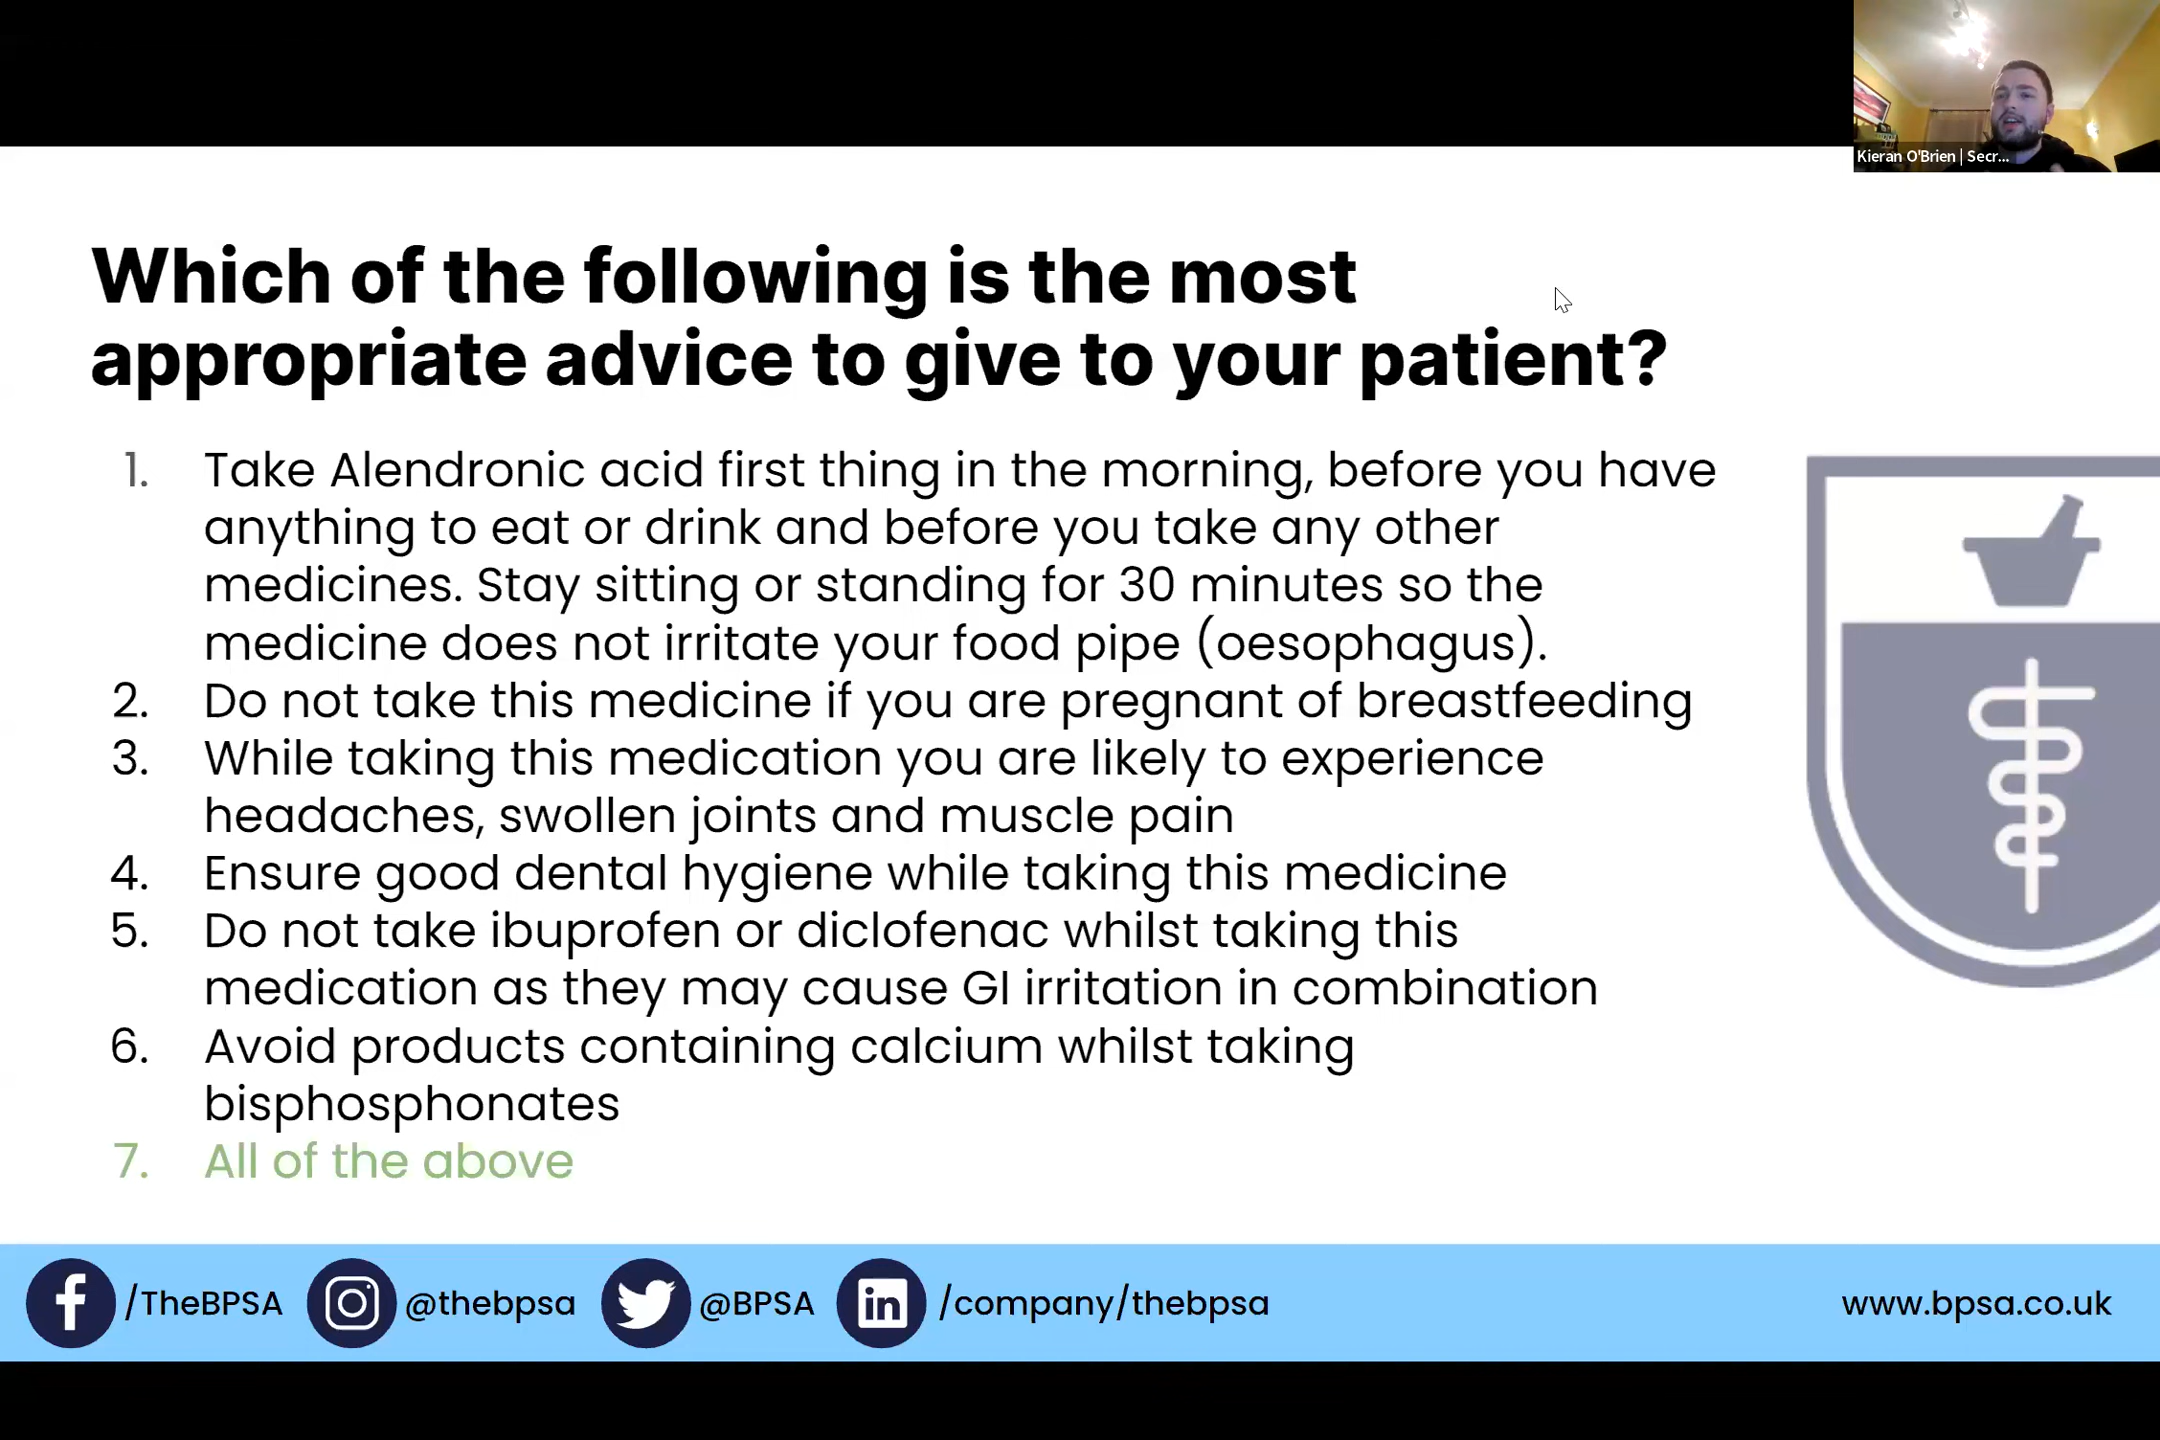 Kieran O'Brien | Secr...
Which of the following is the most
appropriate advice to give to your patient?
1. Take Alendronic acid first thing in the morning, before you have
anything to eat or drink and before you take any other
medicines. Stay sitting or standing for 30 minutes so the
medicine does not irritate your food pipe (oesophagus).
2. Do not take this medicine if you are pregnant of breastfeeding
3. While taking this medication you are likely to experience
headaches, swollen joints and muscle pain
4. Ensure good dental hygiene while taking this medicine
5. Do not take ibuprofen or diclofenac whilst taking this
medication as they may cause GI irritation in combination
6. Avoid products containing calcium whilst taking
bisphosphonates
7. All of the above
/TheBPSA @thebpsa @BPSA /company/thebpsa www.bpsa.co.uk